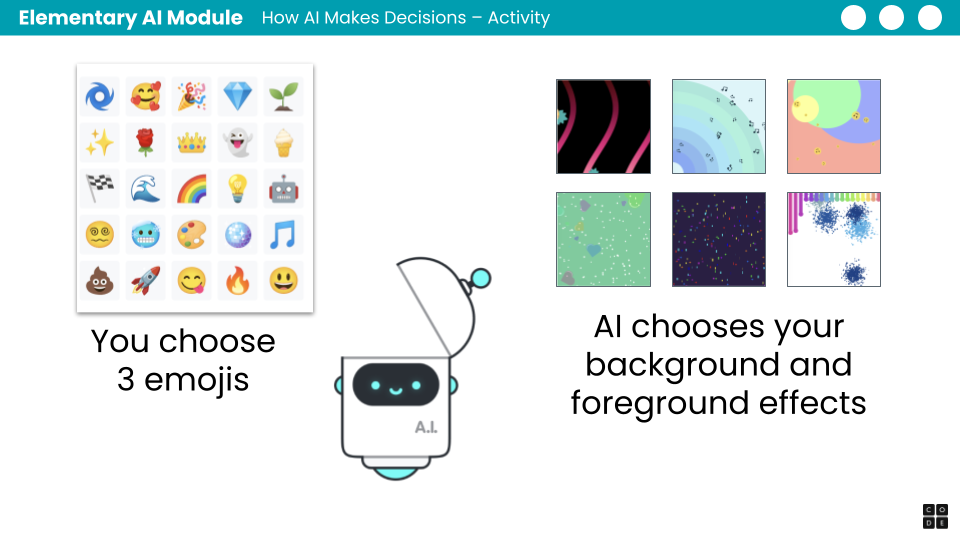 Elementary AI Module How AI Makes Decisions – Activity
You choose
3 emojis
A.I.
AI chooses your
background and
foreground effects
C O
D E